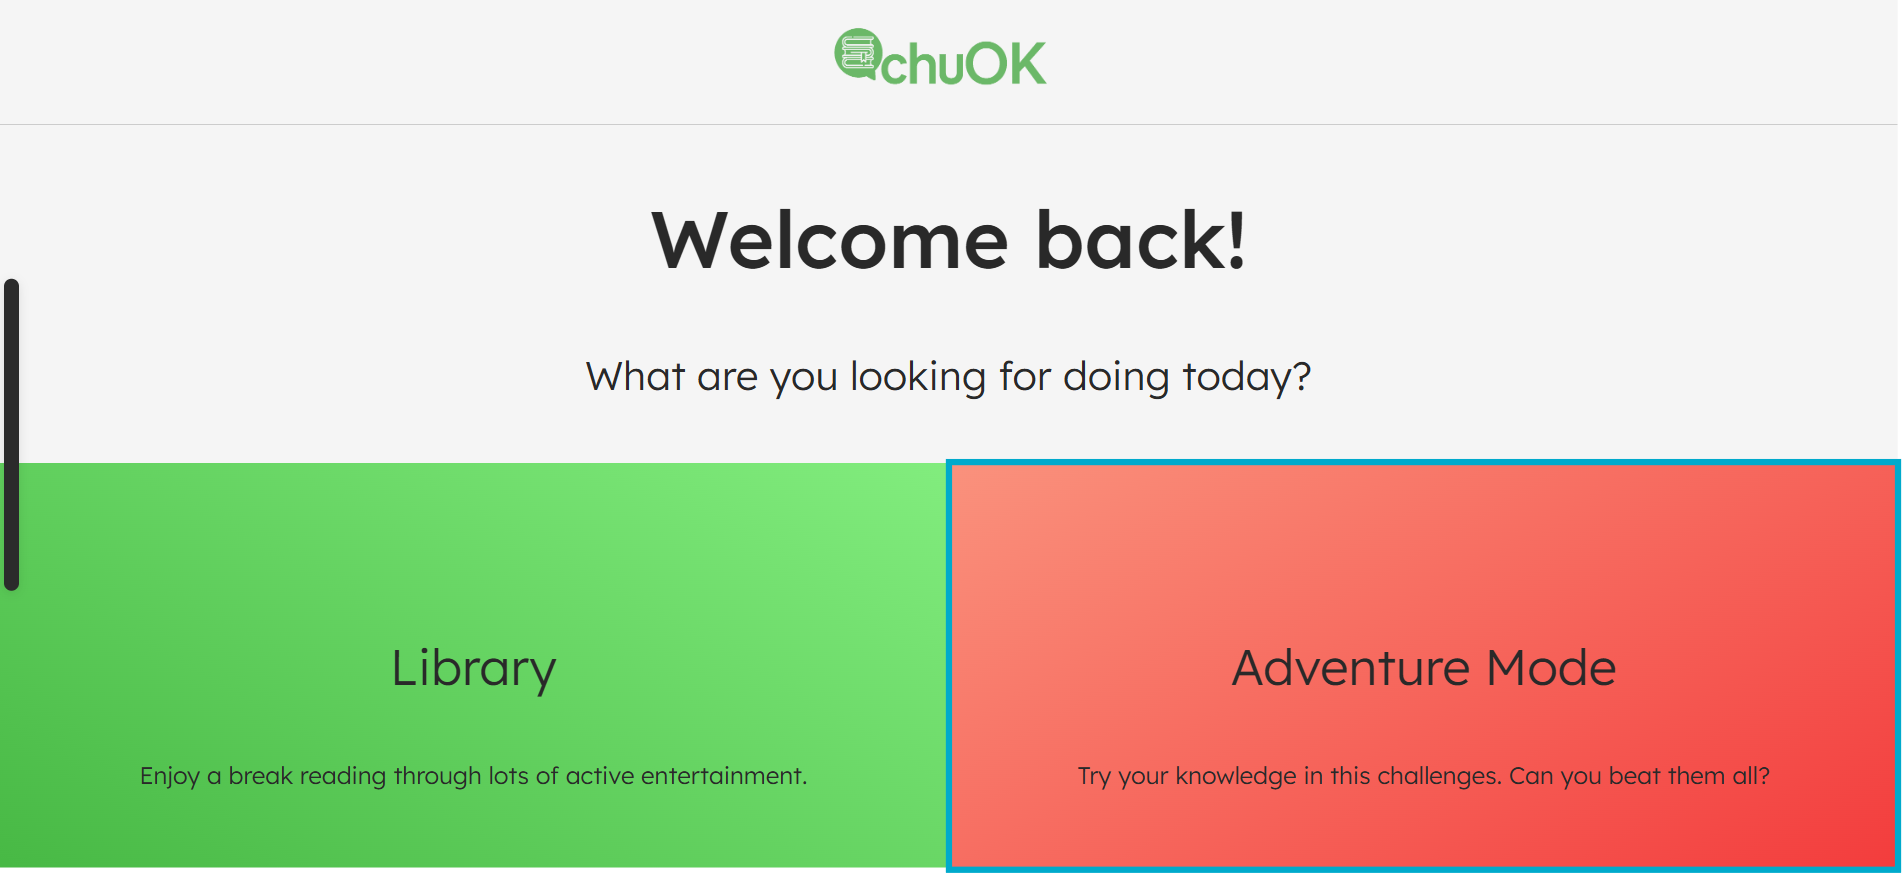 chuOK
Welcome back!
What are you looking for doing today?
Library
Enjoy a break reading through lots of active entertainment.
Adventure Mode
Try your knowledge in this challenges. Can you beat them all?